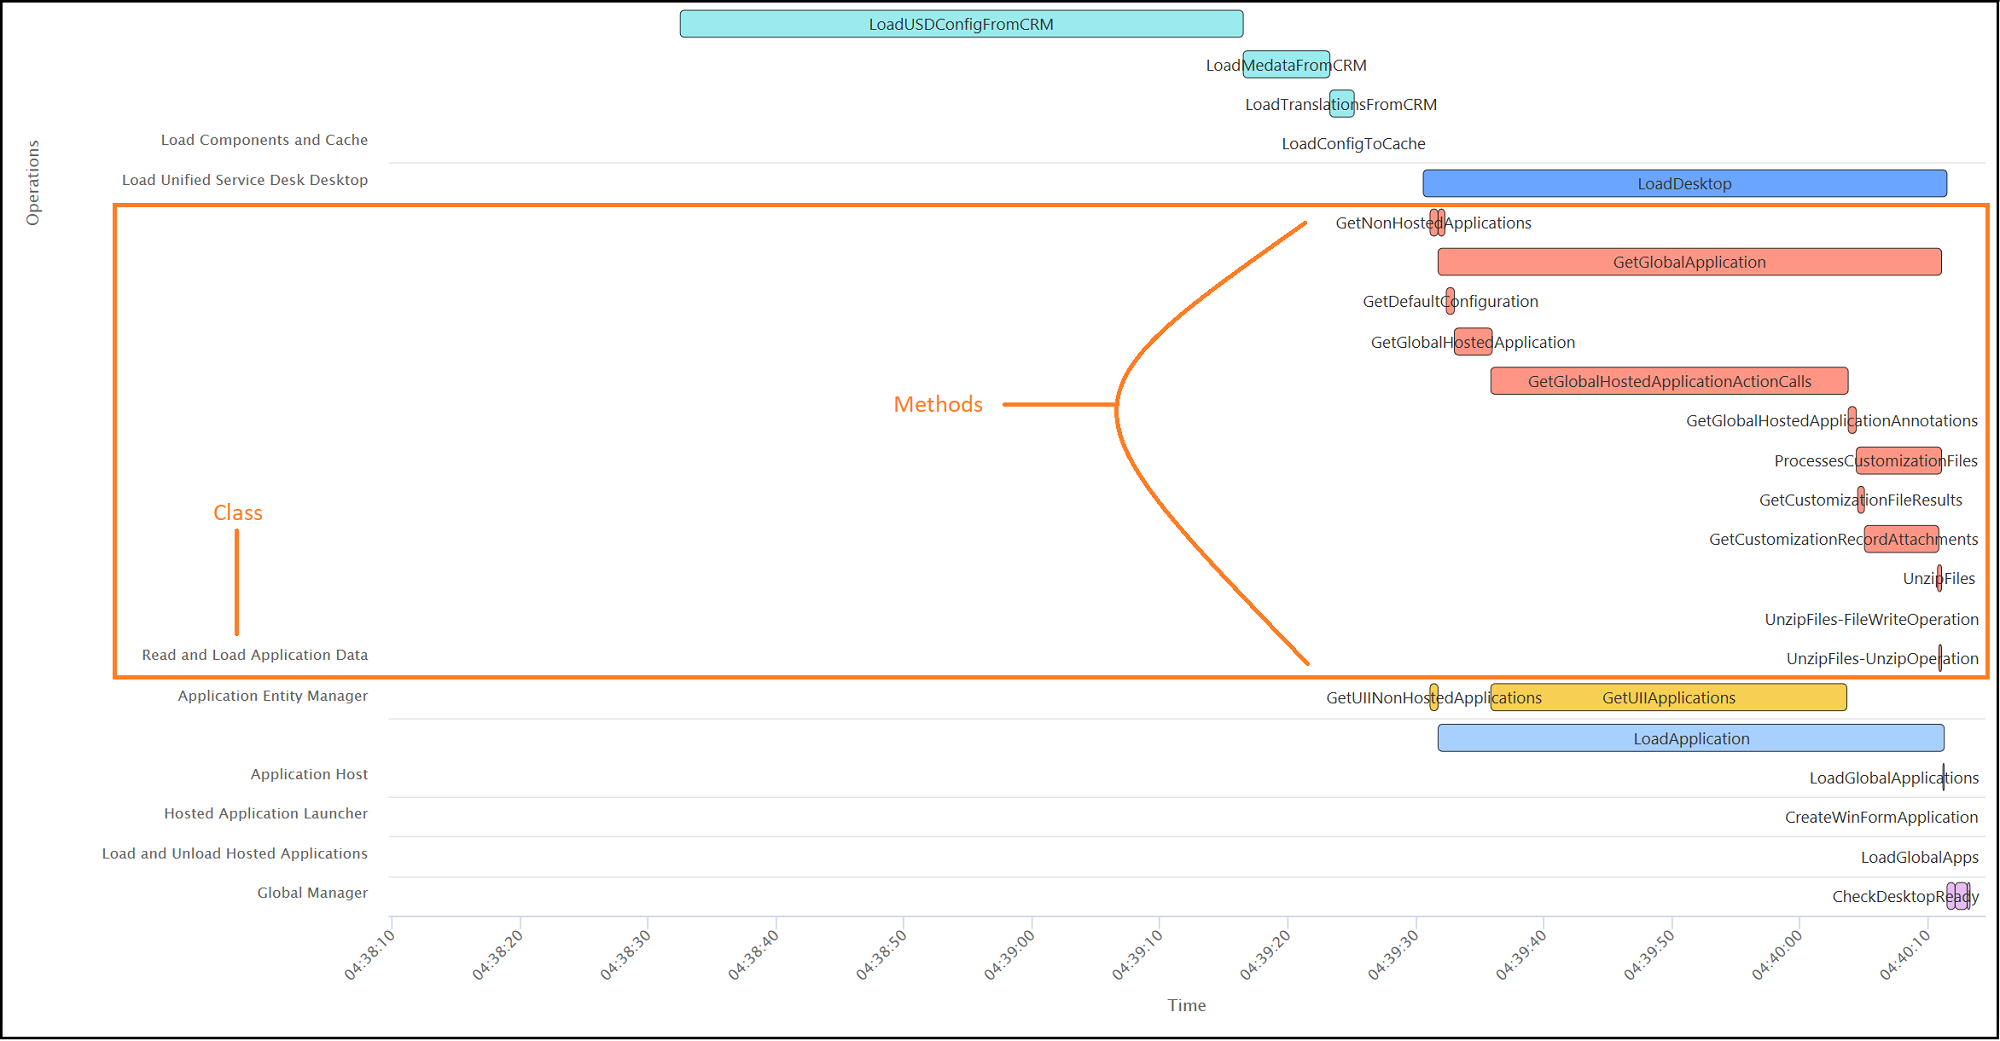 LoadUSDConfigFromCRM
LoadMedataFromCRM
LoadTranslationsFromCRM
Operations
Load Components and Cache
LoadConfigToCache
Load Unified Service Desk Desktop
LoadDesktop
GetNonHostedApplications
GetGlobalApplication
GetDefaultConfiguration
GetGlobalHostedApplication
GetGlobalHostedApplicationActionCalls
Methods
GetGlobalHostedApplicationAnnotations
ProcessesCustomizationFiles
GetCustomizationFileResults
Class
GetCustomizationRecordAttachments
UnzipFiles
UnzipFiles-FileWriteOperation
Read and Load Application Data
UnzipFiles-UnzipOperation
Application Entity Manager
GetUIINonHostedApplications
GetUIIApplications
LoadApplication
Application Host
LoadGlobalApplications
Hosted Application Launcher
CreateWinFormApplication
Load and Unload Hosted Applications
LoadGlobalApps
Global Manager
CheckDesktopReady
04:38:10
04:38:20
04:38:30
04:38:40
04:38:50
04:39:00
04:39:10
04:39:20
04:39:30
04:39:40
04:39:50
04:40:00
04:40:10
Time